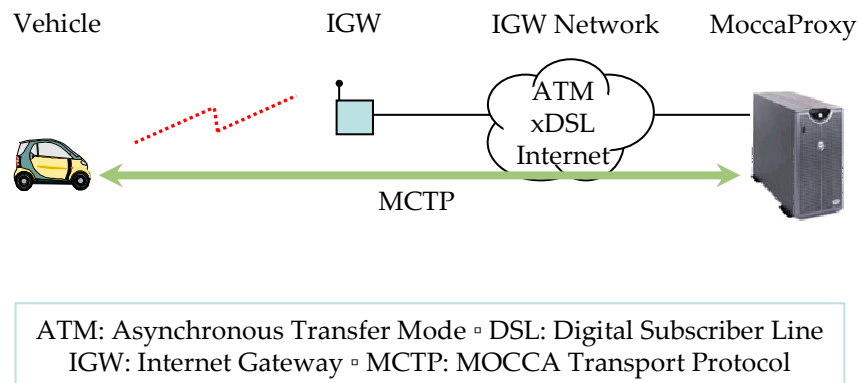 Vehicle
IGW
IGW Network
MoccaProxy
ATM
xDSL
Internet
MCTP
ATM: Asynchronous Transfer Mode ▫ DSL: Digital Subscriber Line
IGW: Internet Gateway ▫ MCTP: MOCCA Transport Protocol